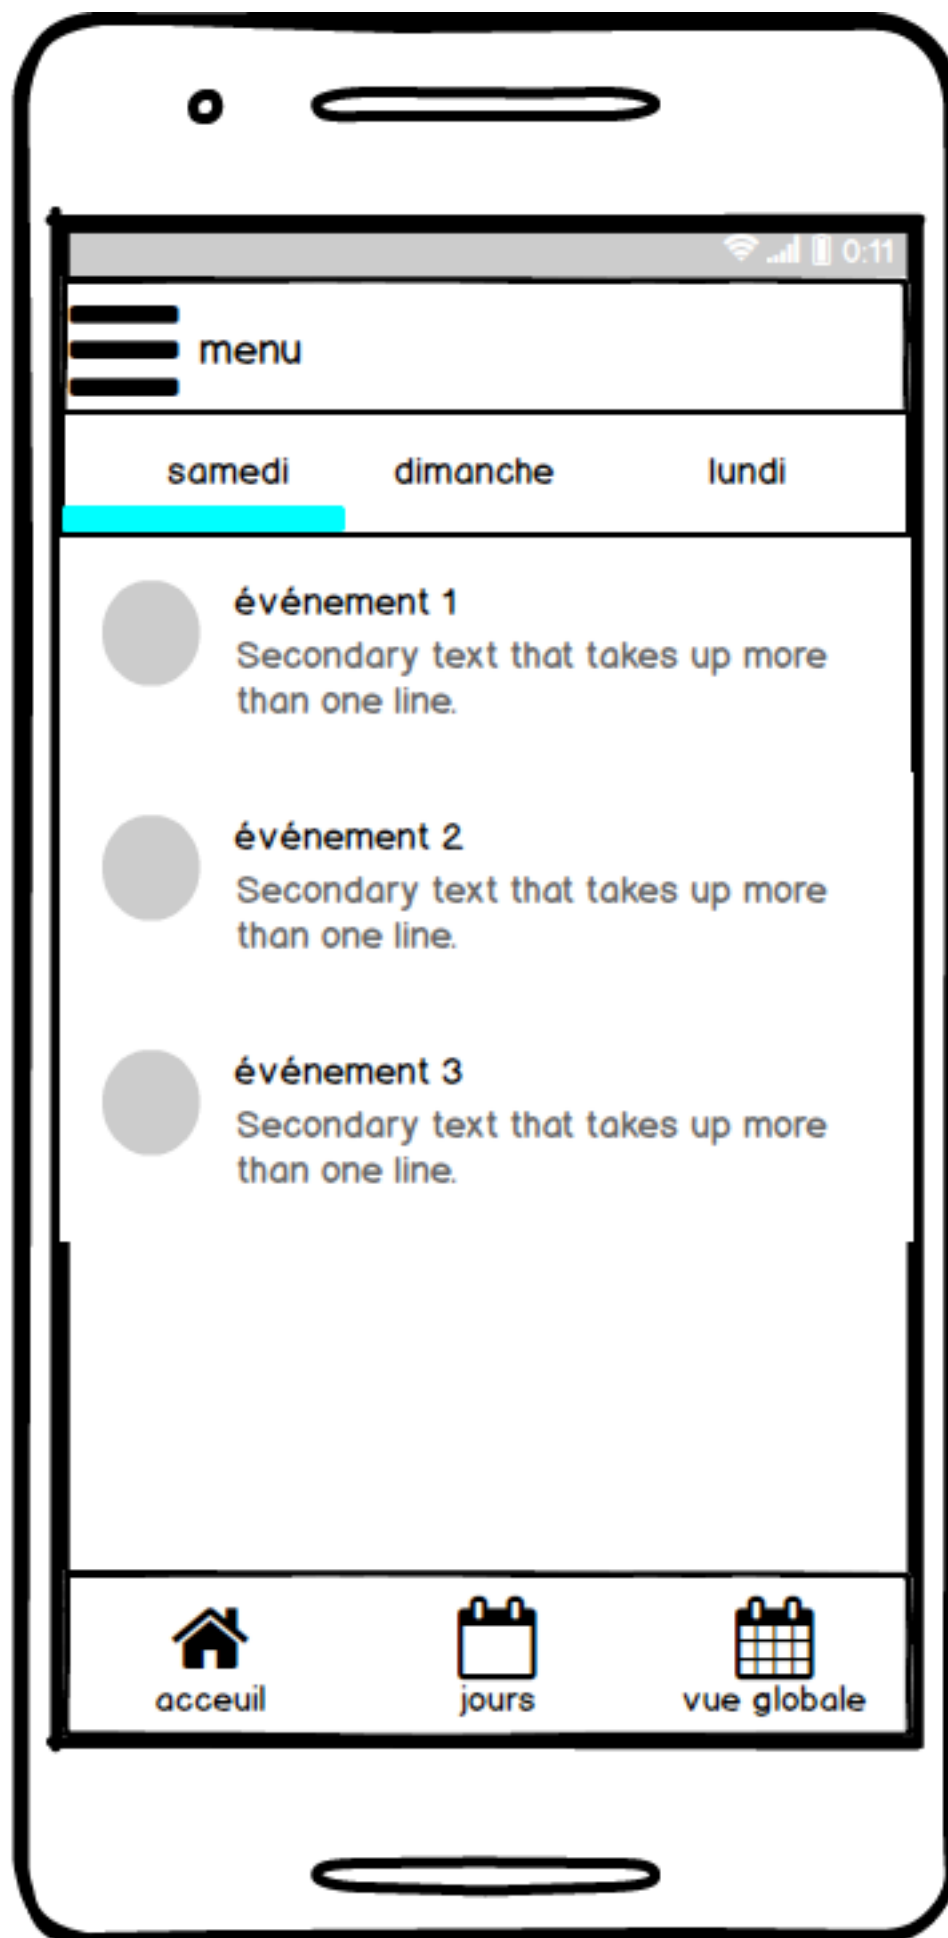 0:11
menu
samedi dimanche lundi
événement 1
Secondary text that takes up more
than one line.
événement 2
Secondary text that takes up more
than one line.
événement 3
Secondary text that takes up more
than one line.
acceuil jours vue globale